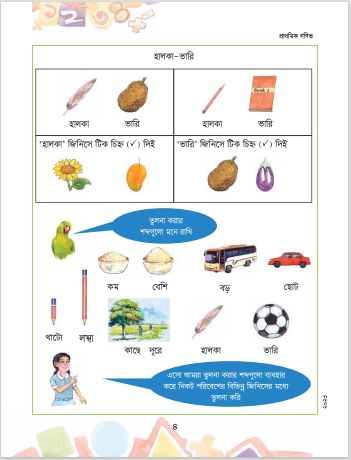 প্রাথমিক গণিত
হালকা-ভারি
হালকা ভারি
হালকা ভারি
'হালকা' জিনিসে টিক চিহ্ন (✓) দিই
'ভারি' জিনিসে টিক চিহ্ন (✓) দিই
তুলনা করার
শব্দগুলো মনে রাখি
কম বেশি
বড় ছোট
খাটো লম্বা
কাছে দূরে
হালকা ভারি
এসো আমরা তুলনা করার শব্দগুলো ব্যবহার
করে নিকট পরিবেশের বিভিন্ন জিনিসের মধ্যে
তুলনা করি
২০২৩
৪